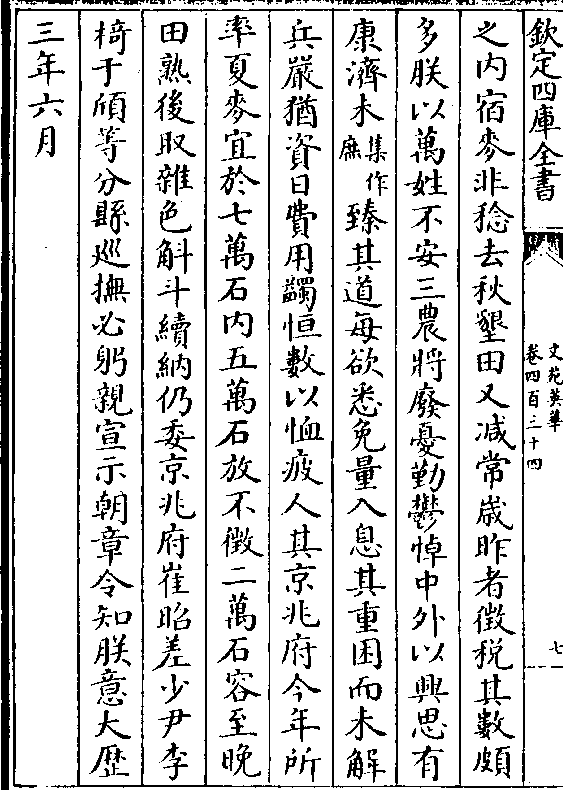 欽定四庫全書
文苑英華
卷四百三十四
七
之内宿麥非稔去秋墾田又减常歳昨者徴税其數頗
多朕以萬姓不安三農將廢憂勤鬱悼中外以興思有
康濟未集作庶臻其道每欲悉免量入息其重困而未解
兵嚴猶資日費用蠲恒數以恤疲人其京兆府今年所
率夏麥宜於七萬石内五萬石放不徴二萬石容至晚
田熟後取雜色斛斗續納仍委京兆府崔昭差少尹李
椅于頎等分縣巡撫必躬親宣示朝章令知朕意大厯
三年六月